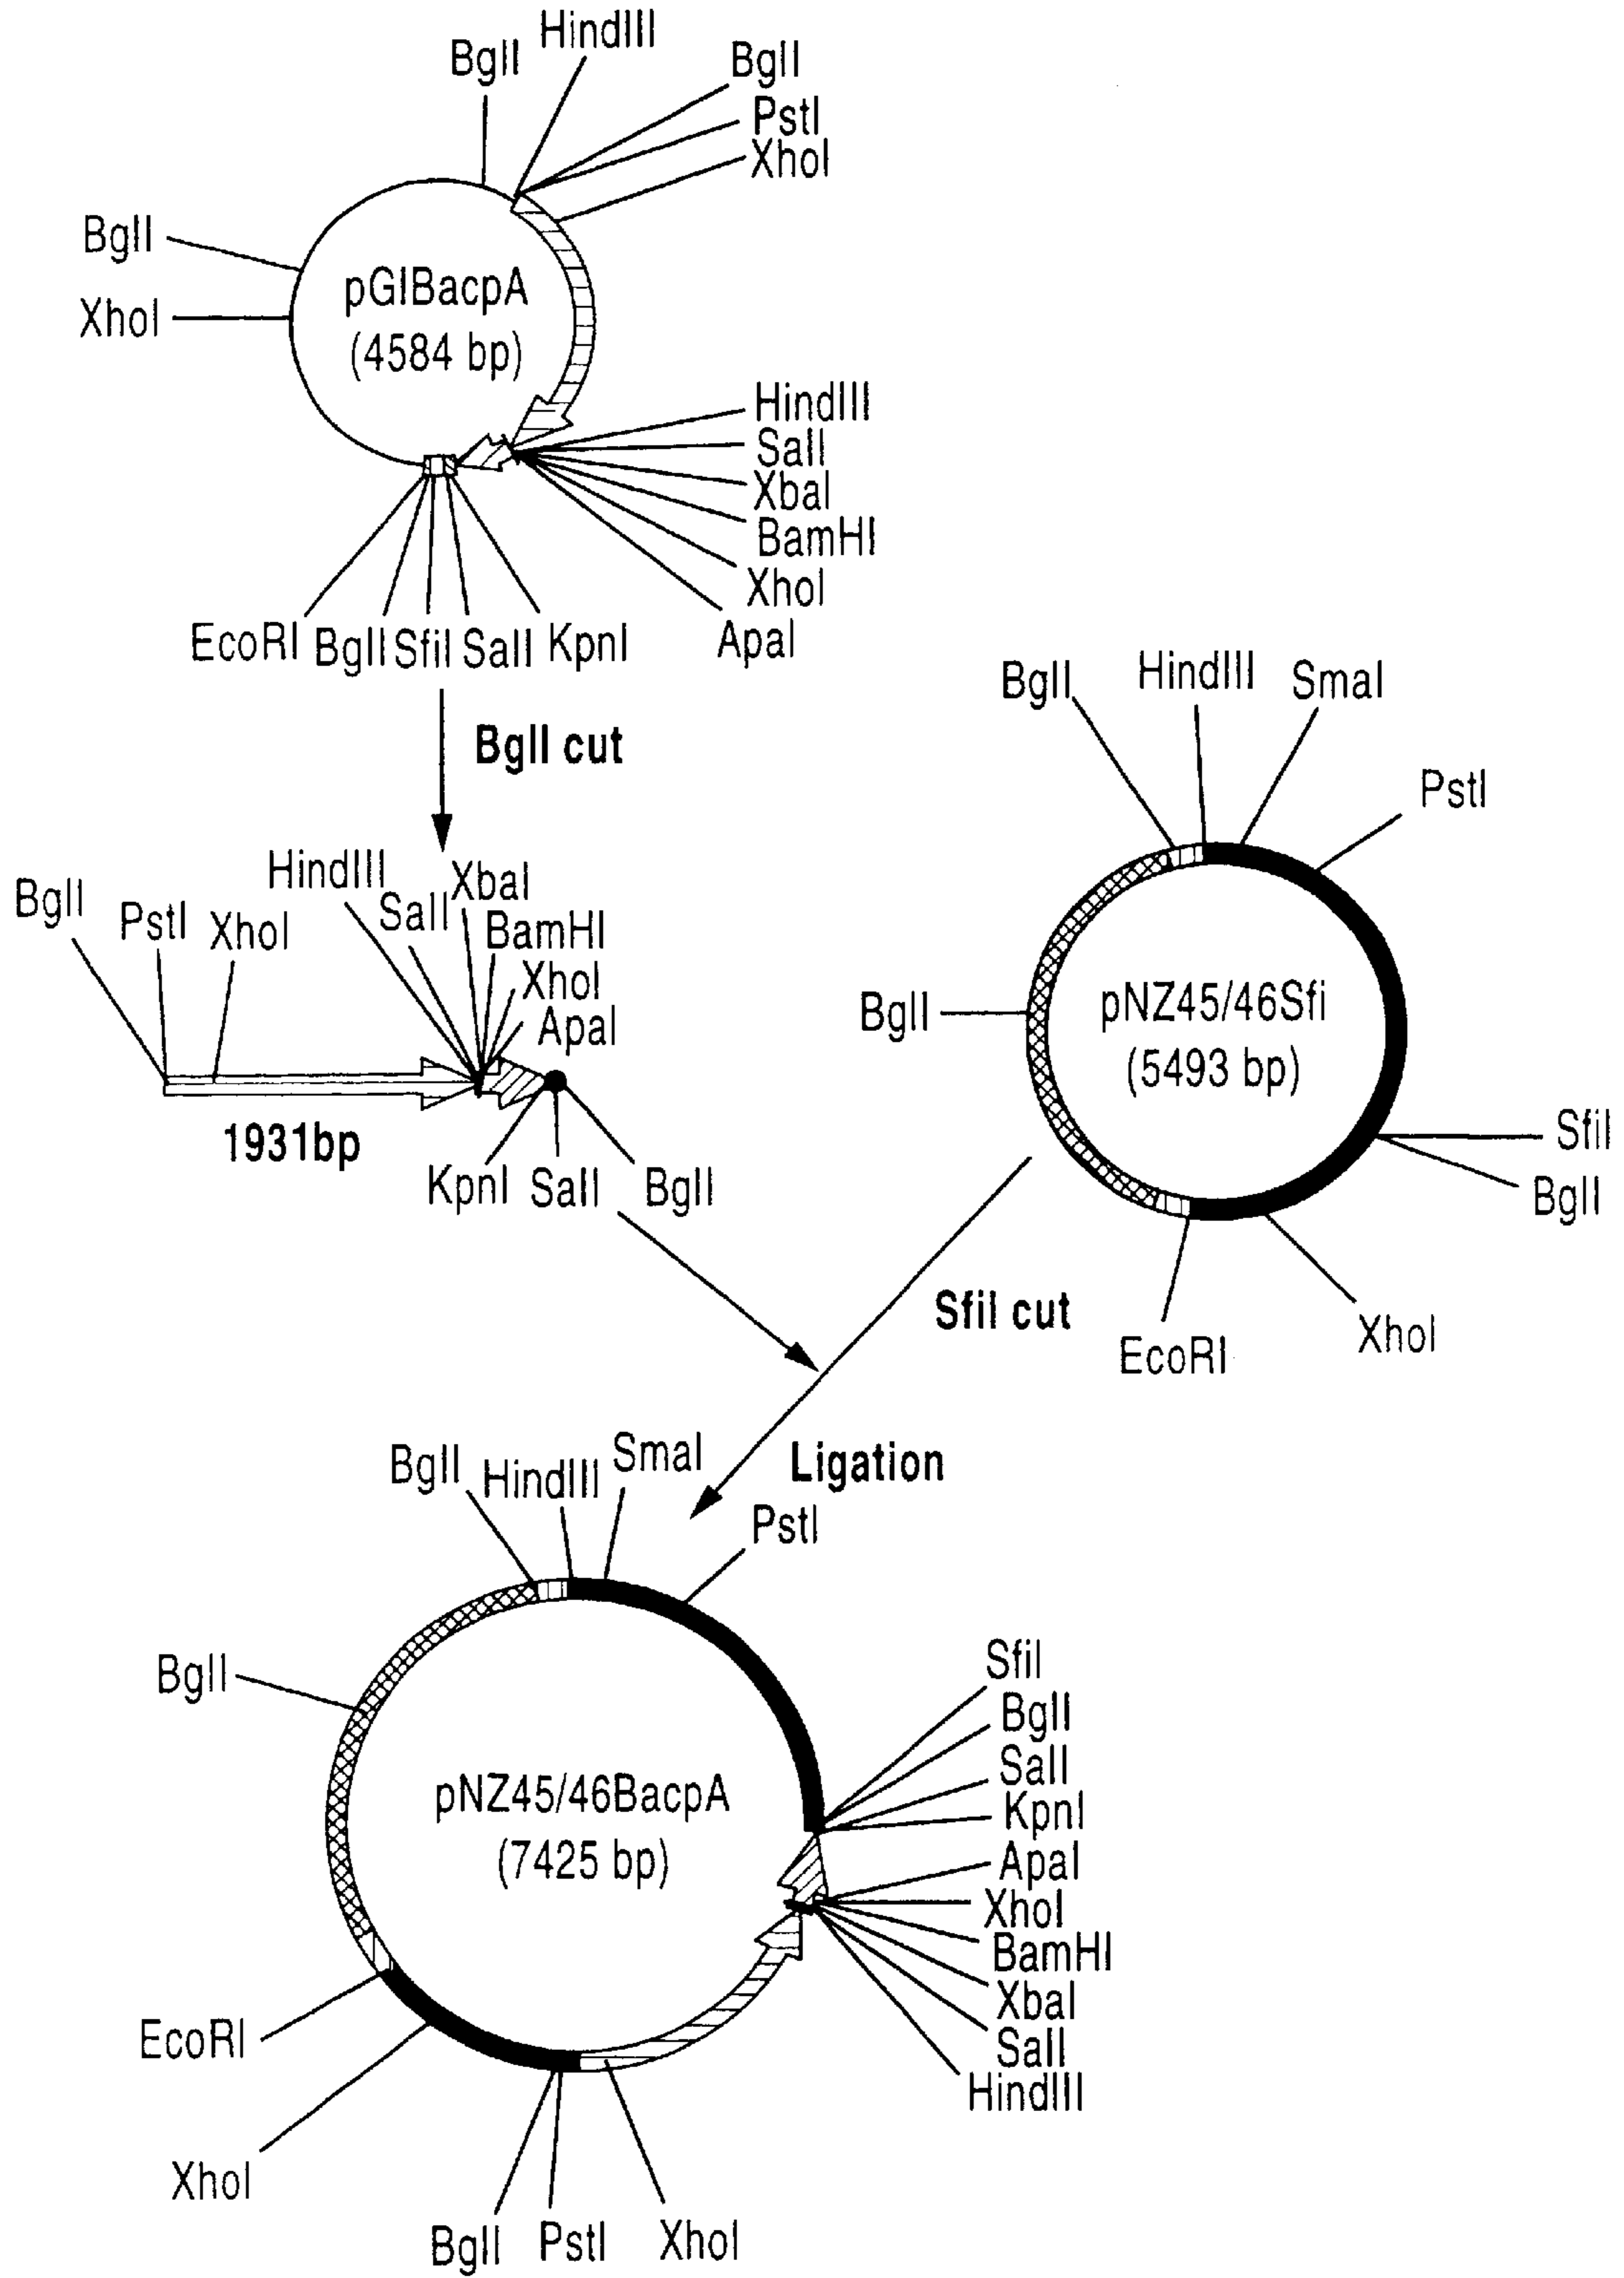 BglI
HindIII
BglI
PstI
XhoI
BglI
XhoI
pGIBacpA
(4584 bp)
HindIII
SalI
XbaI
BamHI
XhoI
ApaI
EcoRI
BglI
SfiI
SalI
KpnI
BglI cut
BglI
PstI
XhoI
HindIII
SalI
XbaI
BamHI
XhoI
ApaI
1931bp
KpnI
SalI
BglI
BglI
HindIII
SmaI
PstI
BglI
pNZ45/46Sfi
(5493 bp)
SfiI
BglI
EcoRI
XhoI
SfiI cut
Ligation
BglI
HindIII
SmaI
PstI
BglI
pNZ45/46BacpA
(7425 bp)
SfiI
BglI
SalI
KpnI
ApaI
XhoI
BamHI
XbaI
SalI
HindIII
EcoRI
XhoI
BglI
PstI
XhoI